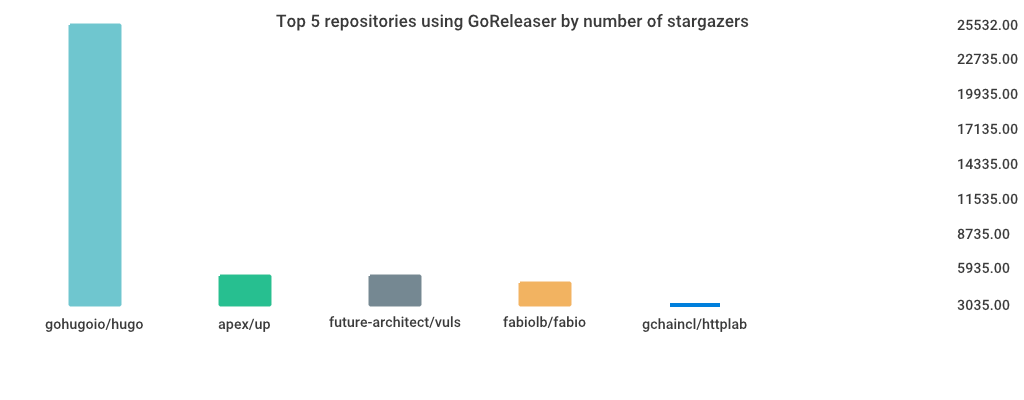 Top 5 repositories using GoReleaser by number of stargazers
25532.00
22735.00
19935.00
17135.00
14335.00
11535.00
8735.00
5935.00
3035.00
gohugoio/hugo
apex/up
future-architect/vuls
fabiolb/fabio
gchaincl/httplab